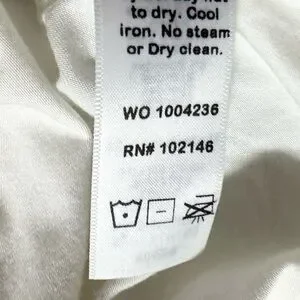 to dry. Cool
iron. No steam
or Dry clean.
WO 1004236
RN# 102146